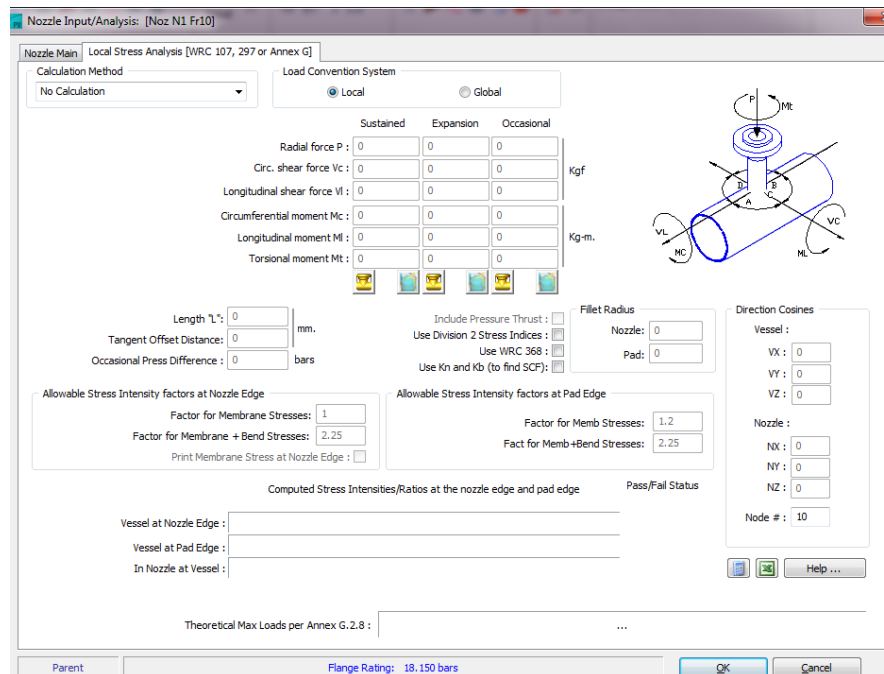 Nozzle Input/Analysis: [Noz N1 Fr10]
Nozzle Main
Local Stress Analysis [WRC 107, 297 or Annex G]
Calculation Method
No Calculation
Load Convention System
Local
Global
Sustained Expansion Occasional
Radial force P : 0 0 0
Circ. shear force Vc : 0 0 0
Longitudinal shear force Vl : 0 0 0
Kgf
Circumferential moment Mc : 0 0 0
Longitudinal moment Ml : 0 0 0
Torsional moment Mt : 0 0 0
Kg-m.
P
Mt
D
B
A
C
VL
VC
MC
ML
Length "L": 0
Tangent Offset Distance: 0
mm.
Occasional Press Difference : 0 bars
Include Pressure Thrust :
Use Division 2 Stress Indices :
Use WRC 368 :
Use Kn and Kb (to find SCF):
Fillet Radius
Nozzle: 0
Pad: 0
Direction Cosines
Vessel :
VX : 0
VY : 0
VZ : 0
Nozzle :
NX : 0
NY : 0
NZ : 0
Node # : 10
Allowable Stress Intensity factors at Nozzle Edge
Factor for Membrane Stresses: 1
Factor for Membrane + Bend Stresses: 2.25
Print Membrane Stress at Nozzle Edge :
Allowable Stress Intensity factors at Pad Edge
Factor for Memb Stresses: 1.2
Fact for Memb+Bend Stresses: 2.25
Computed Stress Intensities/Ratios at the nozzle edge and pad edge
Pass/Fail Status
Vessel at Nozzle Edge :
Vessel at Pad Edge :
In Nozzle at Vessel :
Help ...
Theoretical Max Loads per Annex G.2.8 : ...
Parent
Flange Rating: 18.150 bars
OK
Cancel